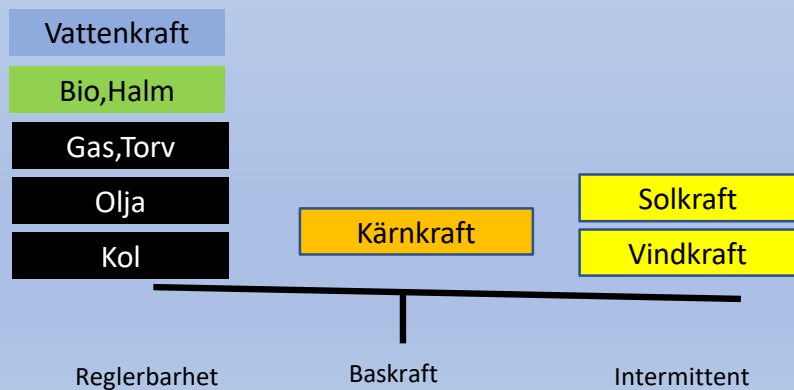 Vattenkraft
Bio,Halm
Gas,Torv
Olja
Kol
Kärnkraft
Solkraft
Vindkraft
Reglerbarhet
Baskraft
Intermittent